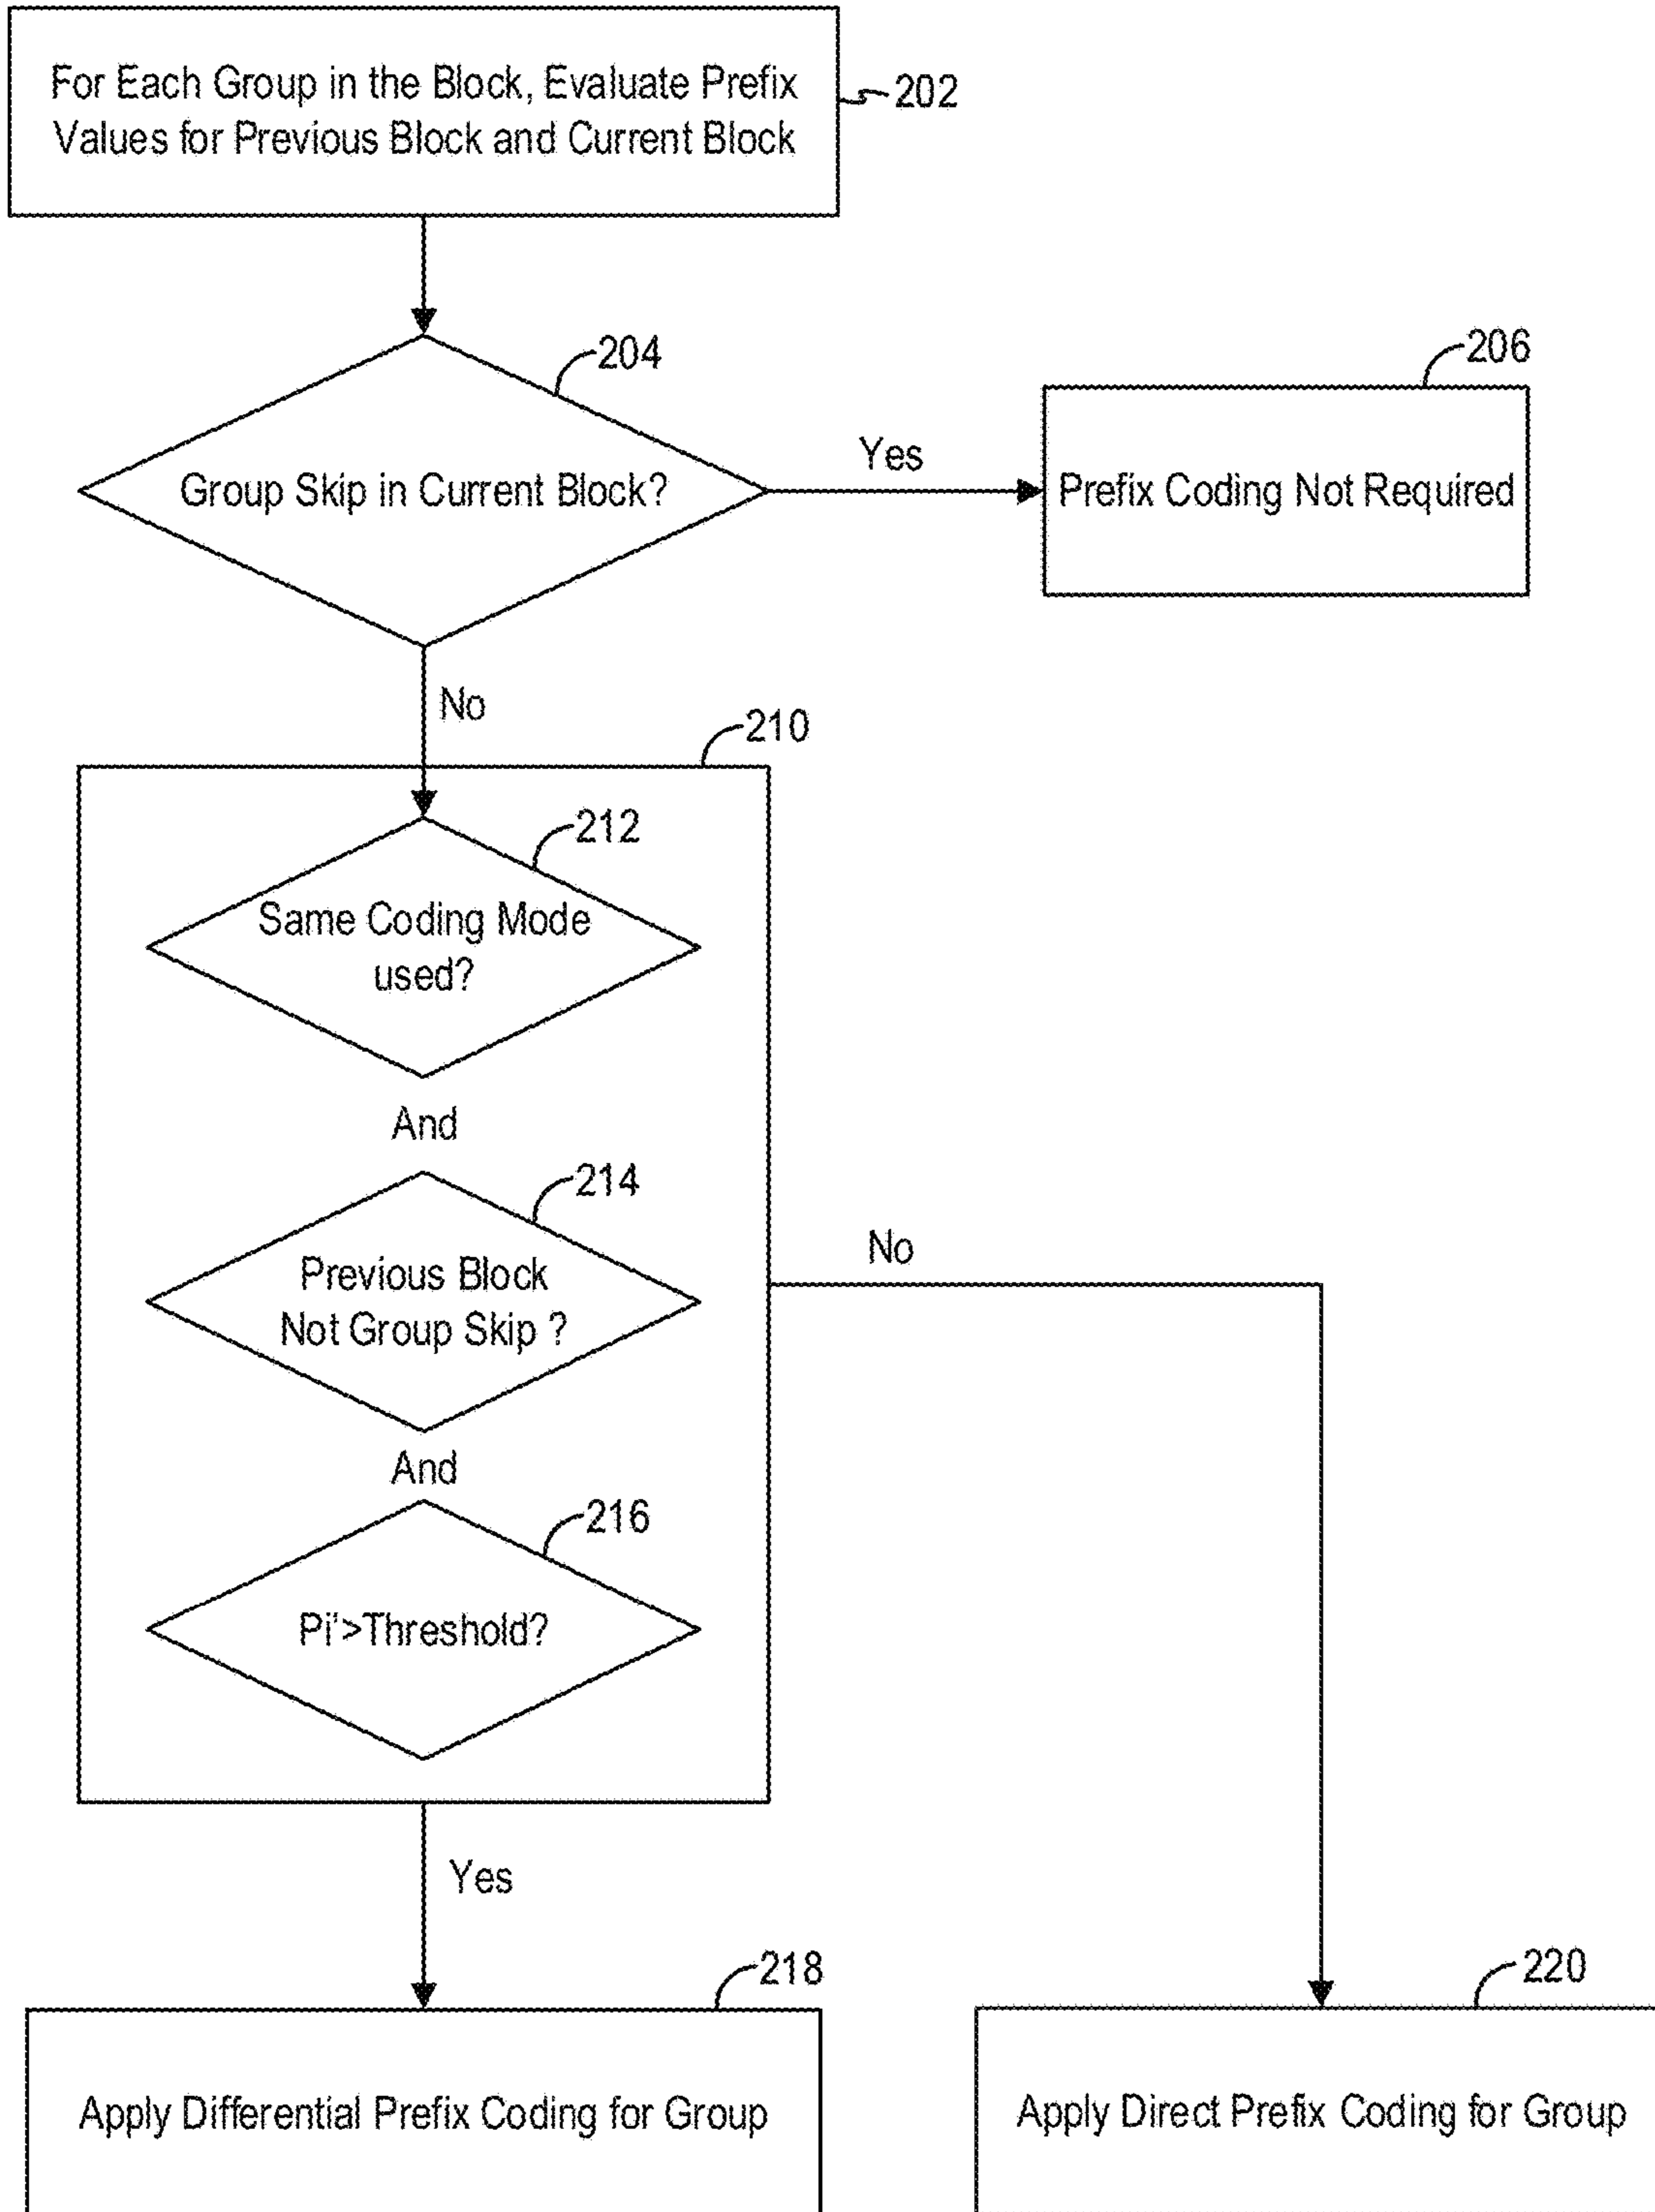 For Each Group in the Block, Evaluate Prefix
Values for Previous Block and Current Block
202
204
Group Skip in Current Block?
Yes
206
Prefix Coding Not Required
No
210
212
Same Coding Mode
used?
And
214
Previous Block
Not Group Skip ?
No
And
216
Pi'>Threshold?
Yes
218
Apply Differential Prefix Coding for Group
220
Apply Direct Prefix Coding for Group